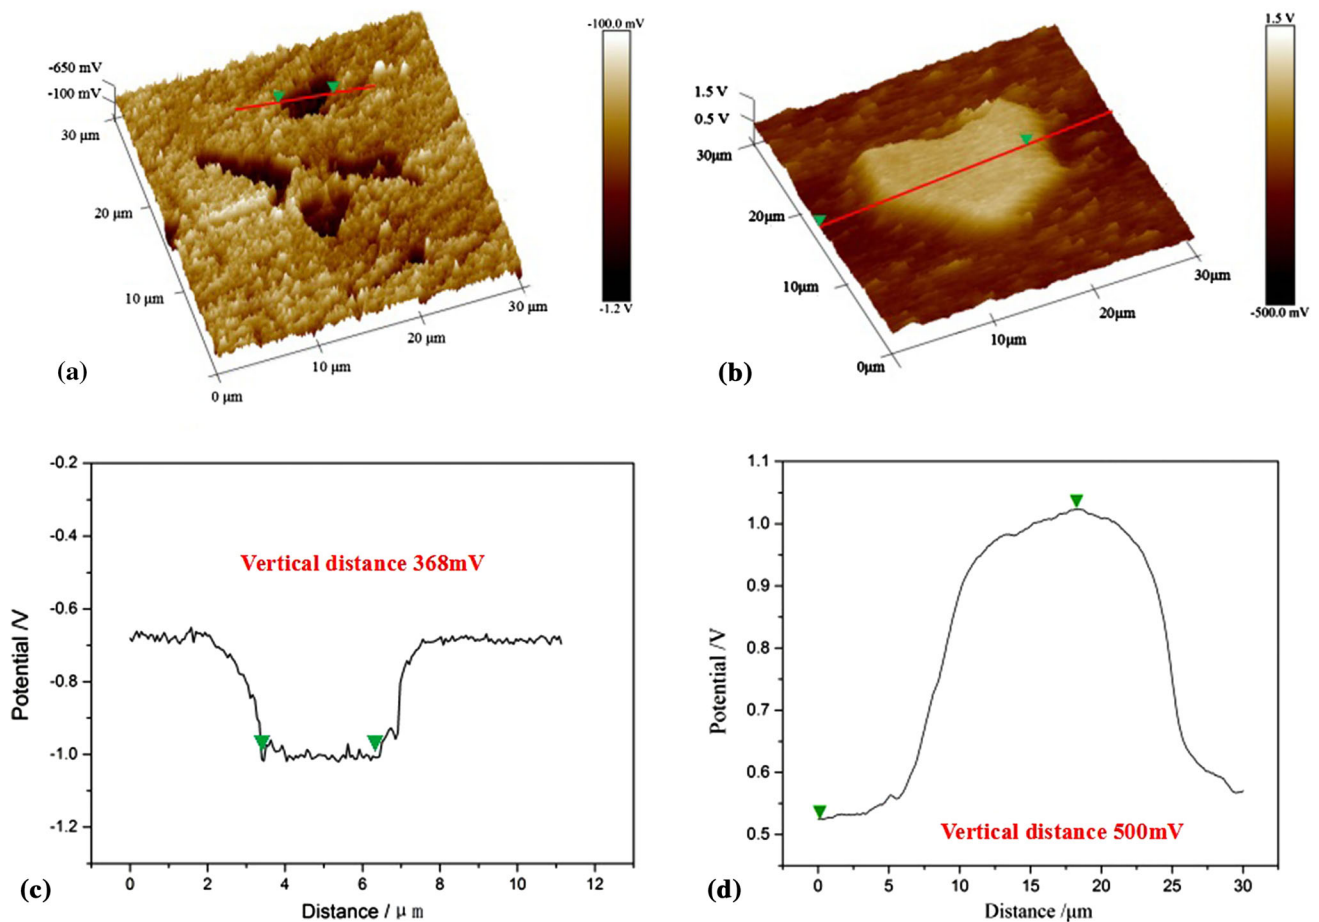 -650 mV
-100 mV
30 μm
20 μm
10 μm
0 μm
10 μm
20 μm
30 μm
-100.0 mV
-1.2 V
(a)
1.5 V
0.5 V
30μm
20μm
10μm
0μm
10μm
20μm
30μm
1.5 V
-500.0 mV
(b)
-0.2
-0.4
-0.6
-0.8
-1.0
-1.2
Potential /V
Vertical distance 368mV
0 2 4 6 8 10 12
Distance / μm
(c)
1.1
1.0
0.9
0.8
0.7
0.6
0.5
Potential /V
Vertical distance 500mV
0 5 10 15 20 25 30
Distance /μm
(d)